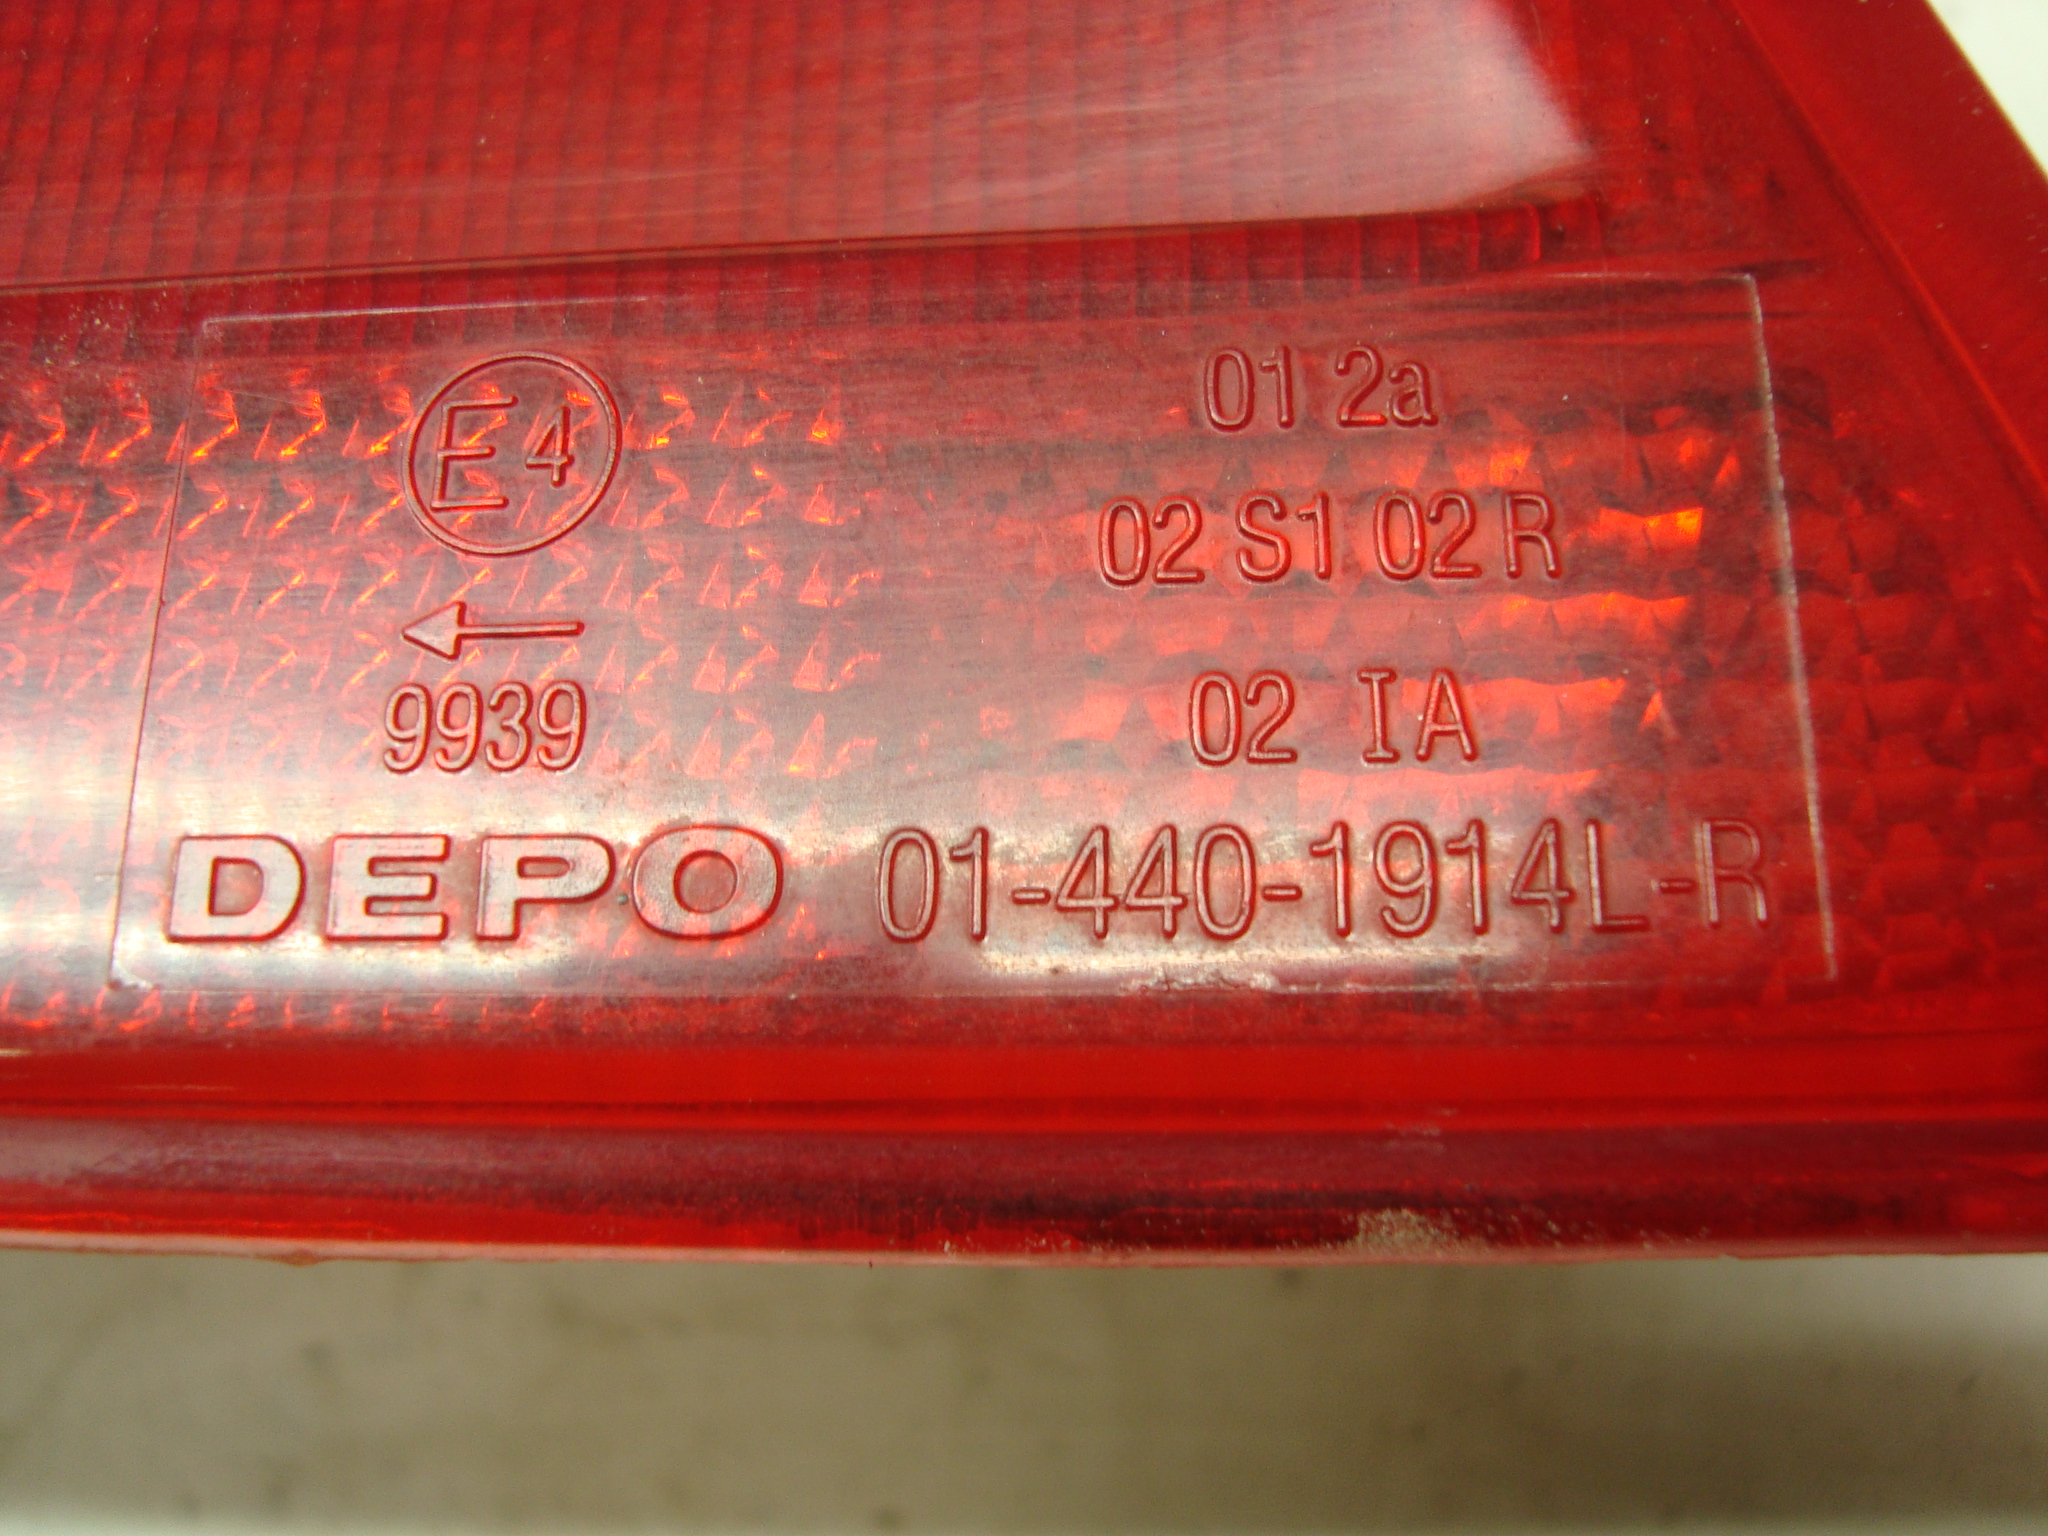 E4
01 2a
02 S1 02 R
←
9939
02 IA
DEPO 01-440-1914L-R